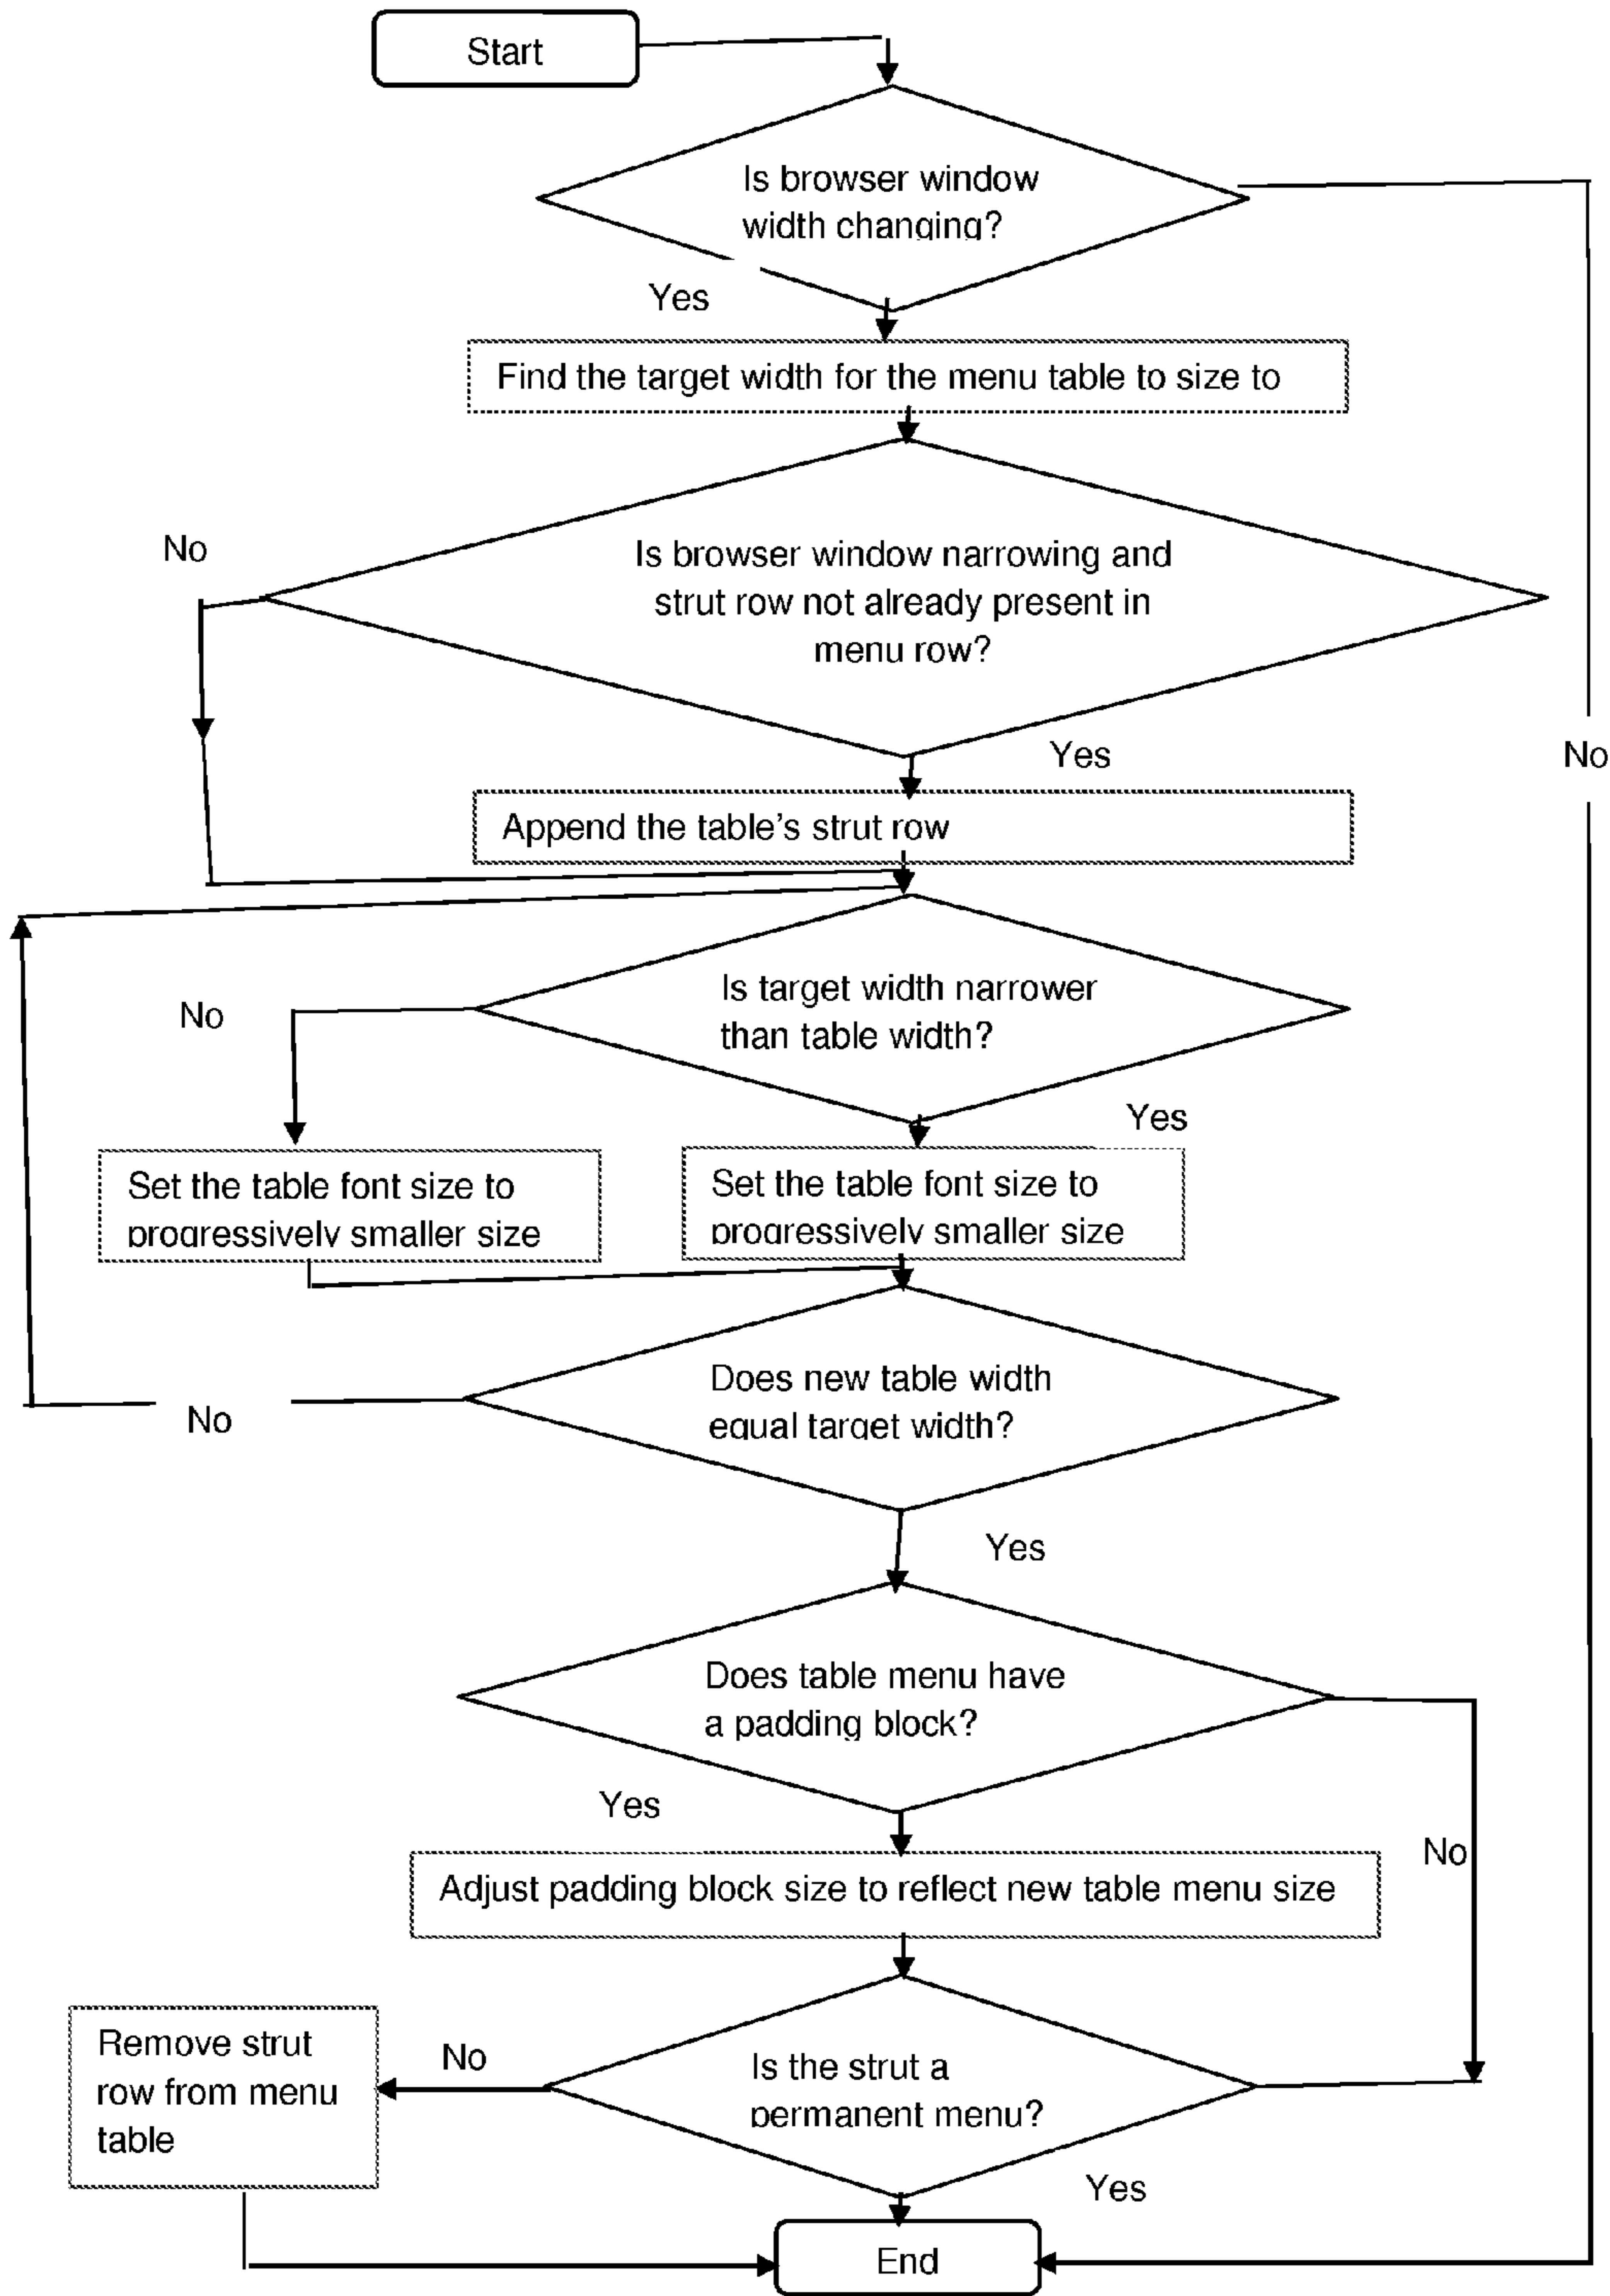 Start
Is browser window
width changing?
Yes
Find the target width for the menu table to size to
No
Is browser window narrowing and
strut row not already present in
menu row?
Yes
No
Append the table's strut row
Is target width narrower
than table width?
No
Yes
Set the table font size to
progressively smaller size
Set the table font size to
progressively smaller size
Does new table width
equal target width?
No
Yes
Does table menu have
a padding block?
Yes
No
Adjust padding block size to reflect new table menu size
Remove strut
row from menu
table
No
Is the strut a
permanent menu?
Yes
End